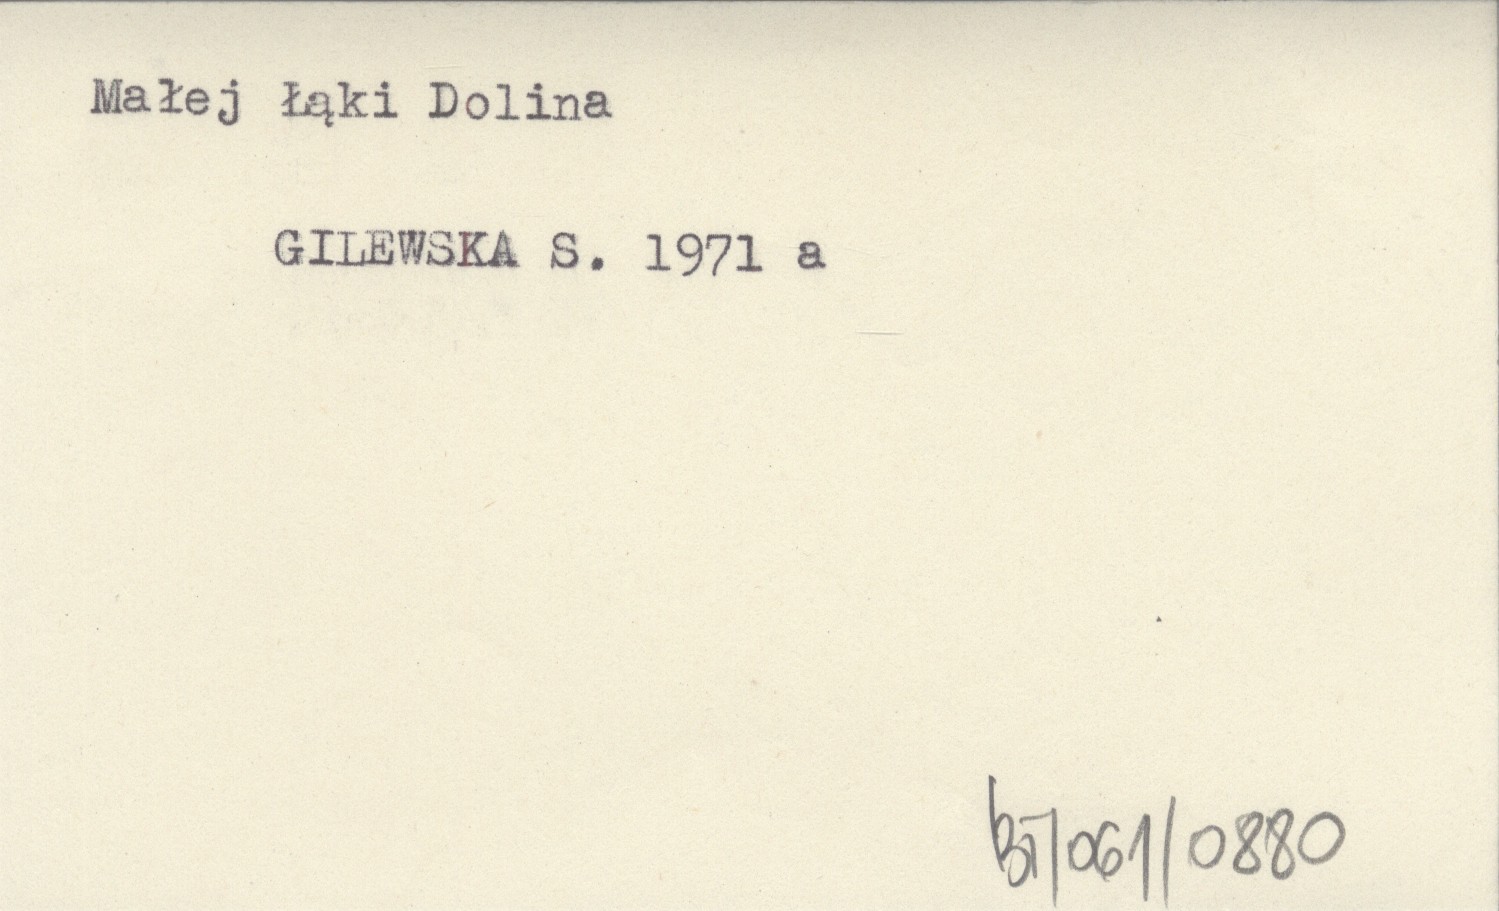 Małej Łąki Dolina
GILEWSKA S. 1971 a
BT/061/0880